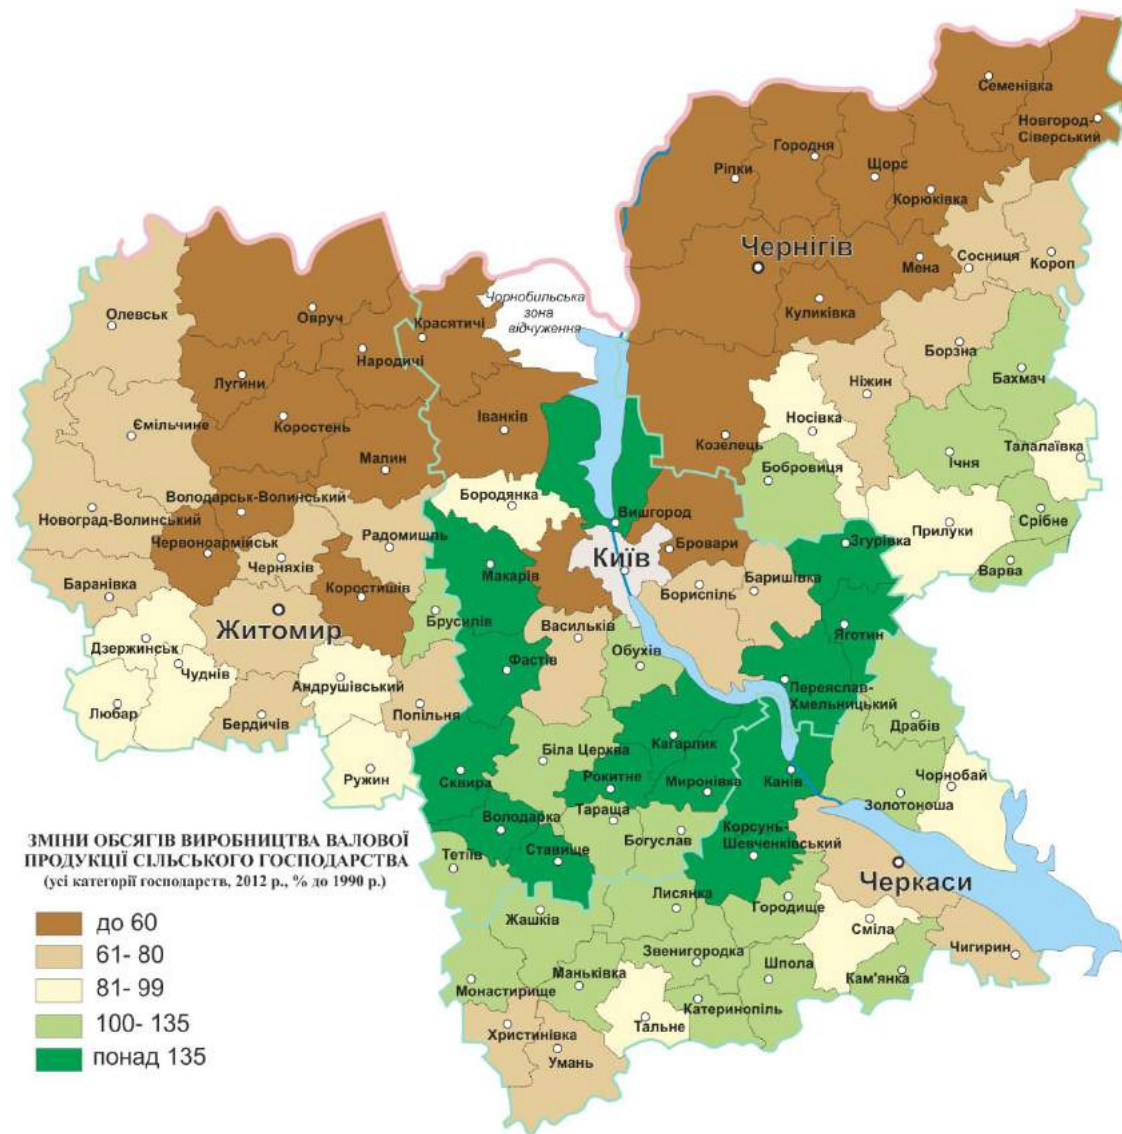 Семенівка
Новгород-
Сіверський
Городня
Щорс
Ріпки
Корюківка
Чернігів
Мена
Сосниця
Короп
Чорнобильська
зона
відчуження
Куликівка
Олевськ
Овруч
Красятичі
Народичі
Борзна
Бахмач
Лугини
Ніжин
Ємільчине
Коростень
Іванків
Носівка
Козелець
Талалаївка
Малин
Бобровиця
Ічня
Володарськ-Волинський
Бородянка
Новоград-Волинський
Вишгород
Прилуки
Срібне
Червоноармійськ
Радомишль
Київ
Бровари
Згурівка
Черняхів
Макарів
Варва
Баранівка
Коростишів
Бориспіль
Баришівка
Житомир
Брусилів
Васильків
Яготин
Дзержинськ
Обухів
Чуднів
Фастів
Андрушівський
Переяслав-
Хмельницький
Любар
Бердичів
Попільня
Драбів
Біла Церква
Кагарлик
Ружин
Сквира
Рокитне
Миронівка
Канів
Чорнобай
Золотоноша
Тараща
Володарка
Богуслав
Корсунь-
Шевченківський
Тетіїв
Ставище
Черкаси
Лисянка
Городище
Жашків
Сміла
Звенигородка
Чигирин
Маньківка
Шпола
Кам'янка
Монастирище
Катеринопіль
Тальне
Христинівка
Умань
ЗМІНИ ОБСЯГІВ ВИРОБНИЦТВА ВАЛОВОЇ
ПРОДУКЦІЇ СІЛЬСЬКОГО ГОСПОДАРСТВА
(усі категорії господарств, 2012 р., % до 1990 р.)
до 60
61- 80
81- 99
100- 135
понад 135